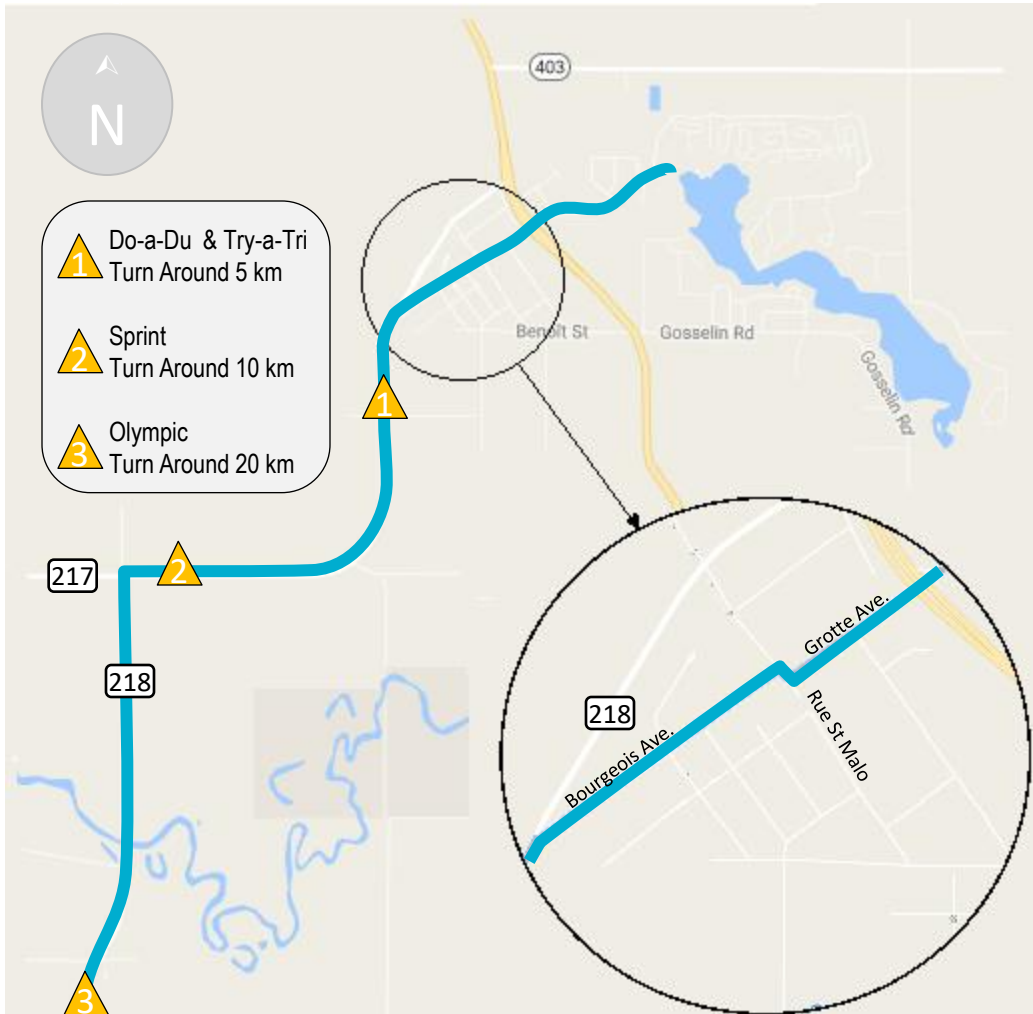 403
N
1 Do-a-Du & Try-a-Tri
Turn Around 5 km
2 Sprint
Turn Around 10 km
3 Olympic
Turn Around 20 km
Benoit St
Gosselin Rd
Gosselin Rd
1
217
2
218
3
Grotte Ave.
218
Bourgeois Ave.
Rue St Malo